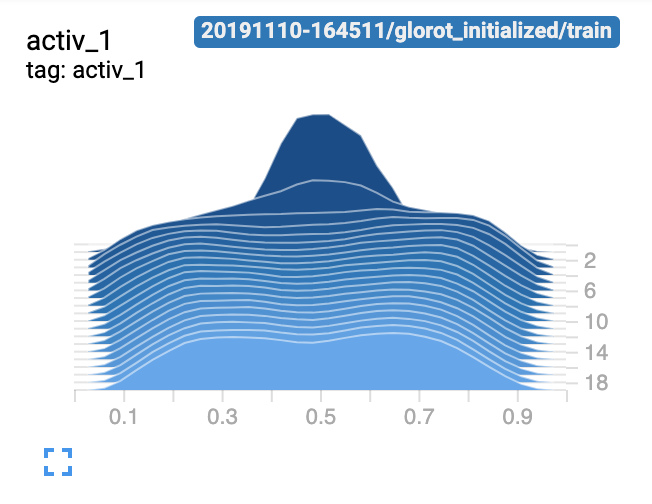 activ_1
20191110-164511/glorot_initialized/train
tag: activ_1
2
6
10
14
18
0.1 0.3 0.5 0.7 0.9